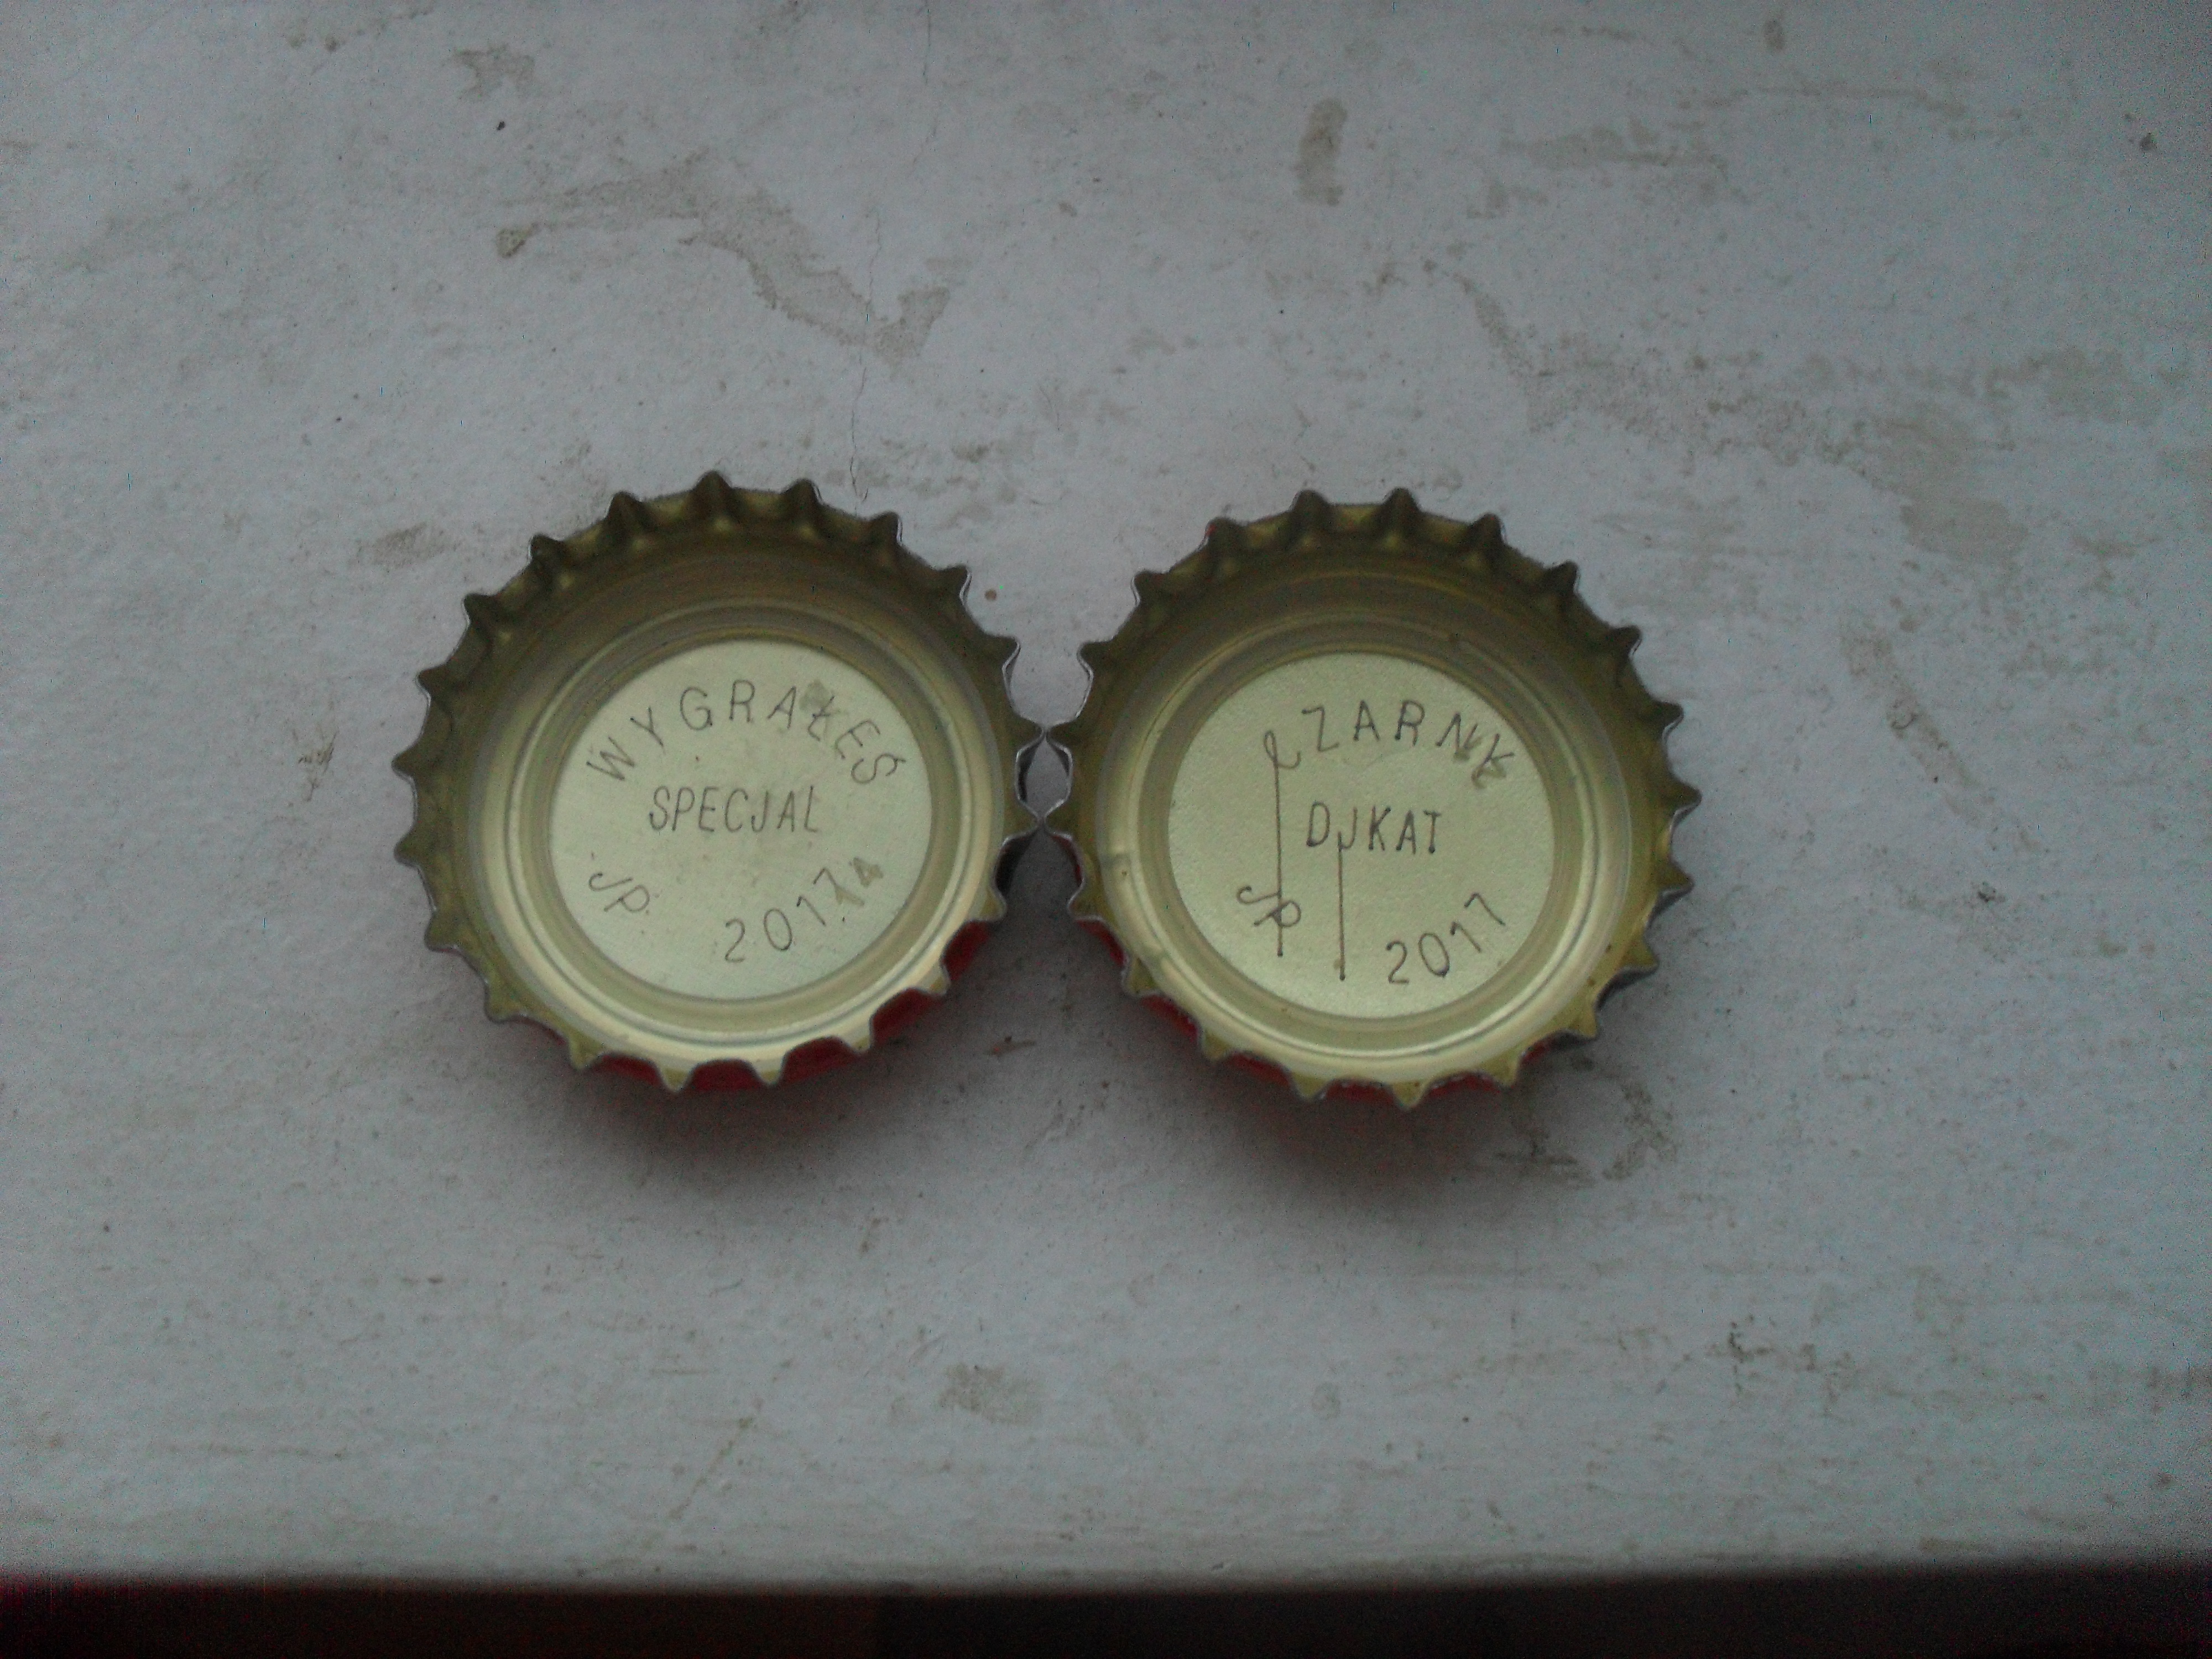 WYGRAŁEŚ
SPECJAL
JP 2017
CZARNY
DJKAT
JP 2017